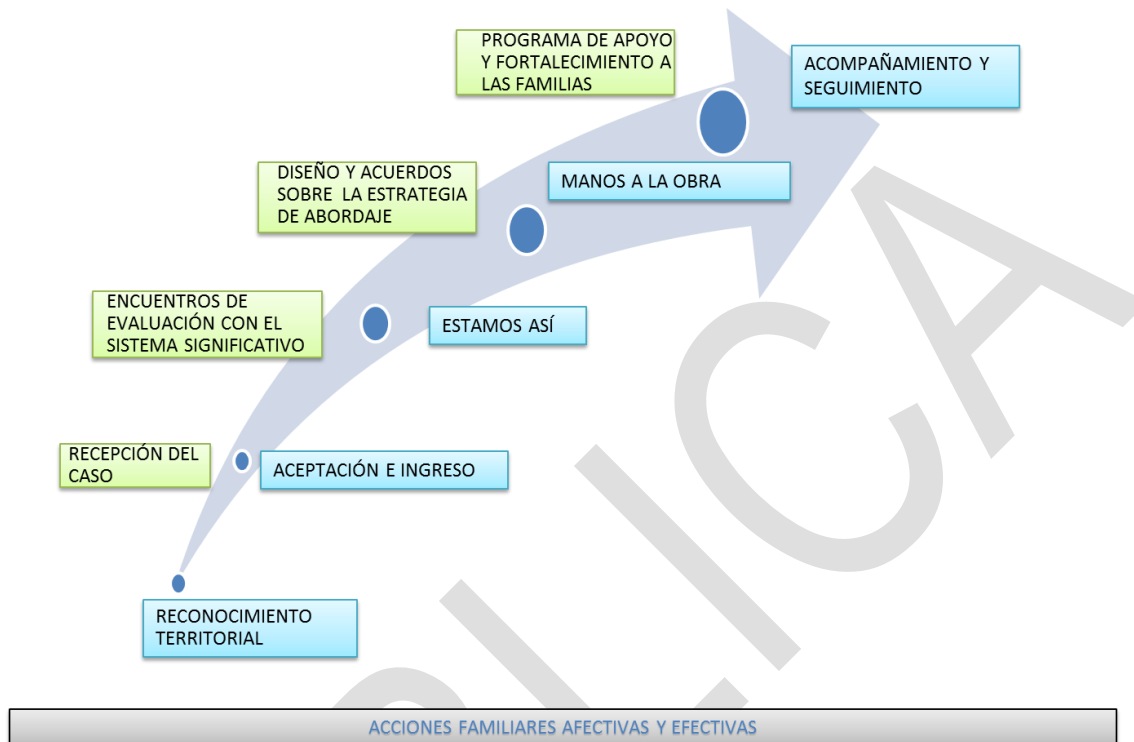 PROGRAMA DE APOYO
Y FORTALECIMIENTO A
LAS FAMILIAS
ACOMPAÑAMIENTO Y
SEGUIMIENTO
DISEÑO Y ACUERDOS
SOBRE LA ESTRATEGIA
DE ABORDAJE
MANOS A LA OBRA
ENCUENTROS DE
EVALUACIÓN CON EL
SISTEMA SIGNIFICATIVO
ESTAMOS ASÍ
RECEPCIÓN DEL
CASO
ACEPTACIÓN E INGRESO
RECONOCIMIENTO
TERRITORIAL
ACCIONES FAMILIARES AFECTIVAS Y EFECTIVAS